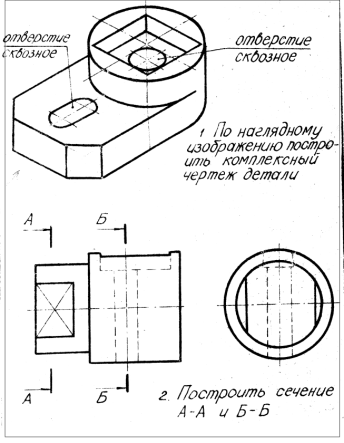 отверстие
сквозное
отверстие
сквозное
1 По наглядному
изображению постро-
ить комплексный
чертеж детали
А Б
А Б
2. Построить сечение
А-А и Б-Б